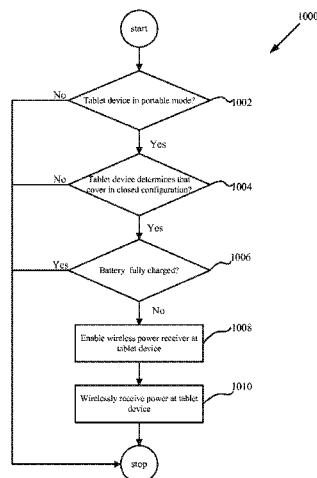 1000
start
Tablet device in portable mode?
1002
No
Yes
Tablet device determines that
cover in closed configuration?
1004
No
Yes
Battery fully charged?
1006
Yes
No
Enable wireless power receiver at
tablet device
1008
Wirelessly receive power at tablet
device
1010
stop